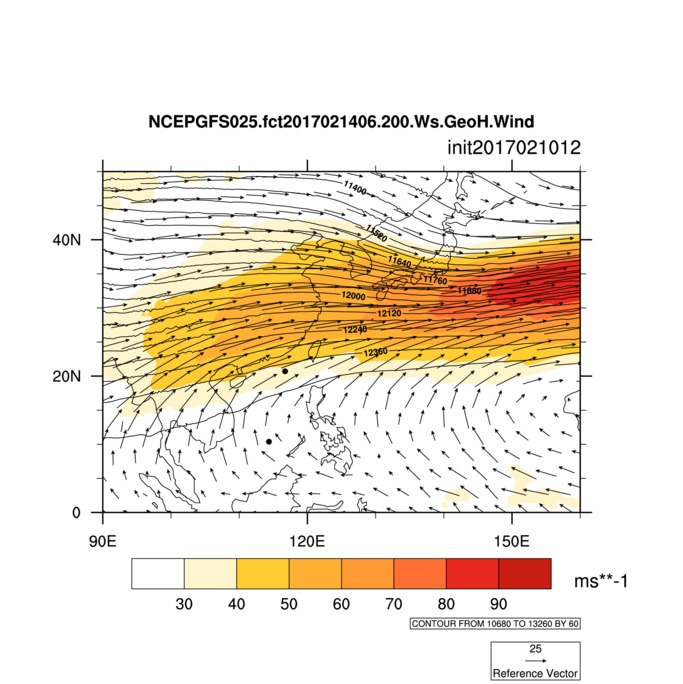 NCEPGFS025.fct2017021406.200.Ws.GeoH.Wind
init2017021012
11400
11520
11640
11760
11880
12000
12120
12240
12360
40N
20N
0
90E 120E 150E
ms**-1
30 40 50 60 70 80 90
CONTOUR FROM 10680 TO 13260 BY 60
25
Reference Vector